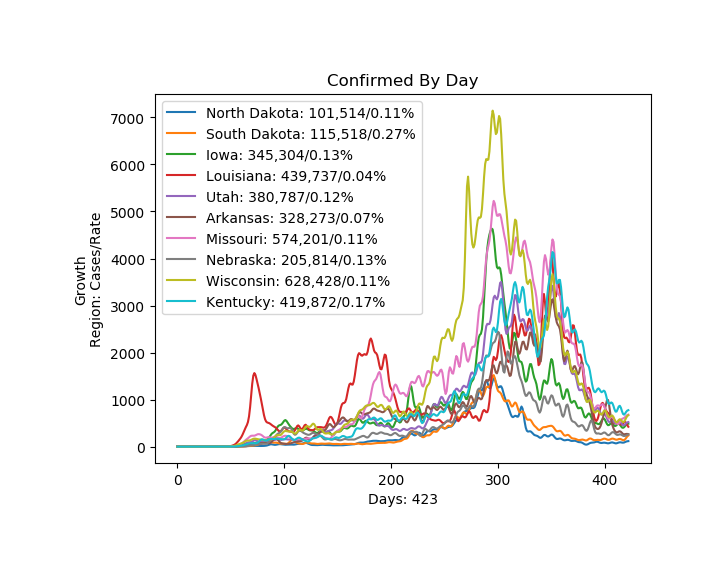 Confirmed By Day
Growth
Region: Cases/Rate
7000
6000
5000
4000
3000
2000
1000
0
North Dakota: 101,514/0.11%
South Dakota: 115,518/0.27%
Iowa: 345,304/0.13%
Louisiana: 439,737/0.04%
Utah: 380,787/0.12%
Arkansas: 328,273/0.07%
Missouri: 574,201/0.11%
Nebraska: 205,814/0.13%
Wisconsin: 628,428/0.11%
Kentucky: 419,872/0.17%
0 100 200 300 400
Days: 423